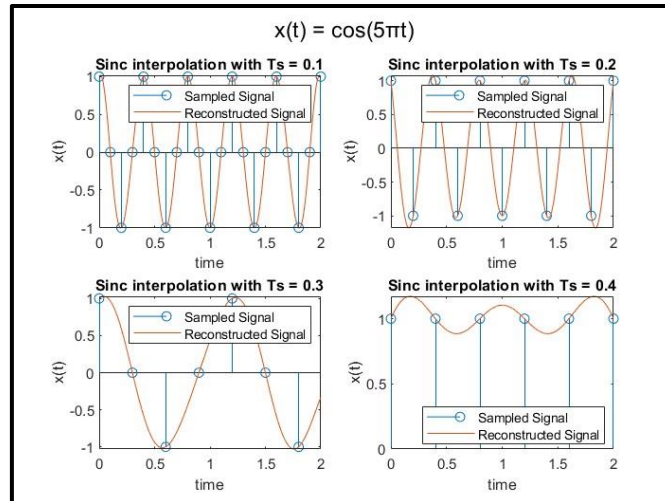 x(t) = cos(5πt)
Sinc interpolation with Ts = 0.1
Sampled Signal
Reconstructed Signal
x(t)
1
0.5
0
-0.5
-1
0 0.5 1 1.5 2
time
Sinc interpolation with Ts = 0.2
Sampled Signal
Reconstructed Signal
x(t)
1
0.5
0
-0.5
-1
0 0.5 1 1.5 2
time
Sinc interpolation with Ts = 0.3
Sampled Signal
Reconstructed Signal
x(t)
1
0.5
0
-0.5
-1
0 0.5 1 1.5 2
time
Sinc interpolation with Ts = 0.4
Sampled Signal
Reconstructed Signal
x(t)
1
0.5
0
0 0.5 1 1.5 2
time